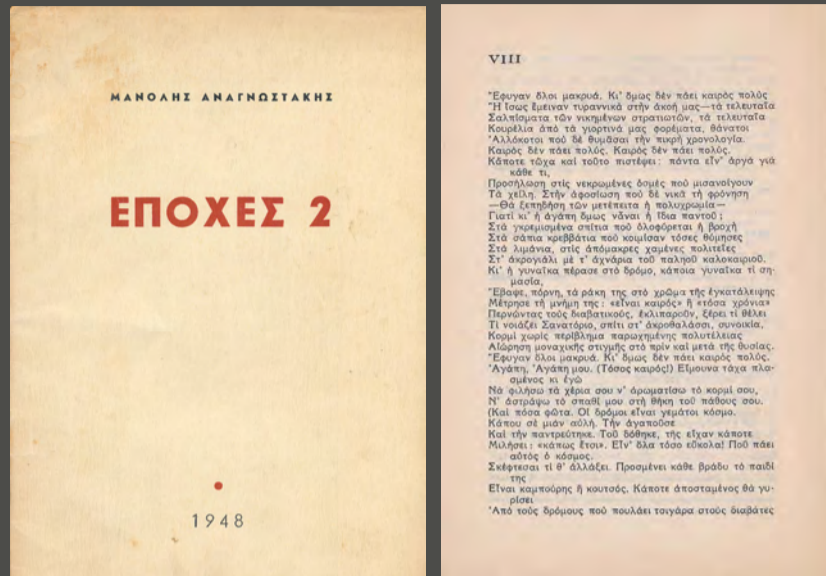 ΜΑΝΟΛΗΣ ΑΝΑΓΝΩΣΤΑΚΗΣ
ΕΠΟΧΕΣ 2
1948
VIII
Ἔφυγαν ὅλοι μακρυά. Κι' ὅμως δὲν πάει καιρὸς πολὺς
Ἢ ἴσως ἔμειναν τυραννικὰ στὴν ἀκοή μας—τὰ τελευταῖα
Σαλπίσματα τῶν νικημένων στρατιωτῶν, τὰ τελευταῖα
Κουρέλια ἀπὸ τὰ γιορτινά μας φορέματα, θάνατοι
Ἀλλόκοτοι ποὺ δὲ θυμᾶσαι τὴν πικρὴ χρονολογία.
Καιρὸς δὲν πάει πολύς. Καιρὸς δὲν πάει πολύς.
Κάποτε τὤχα καὶ τοῦτο πιστέψει: πάντα εἶν' ἀργὰ γιὰ
κάθε τι,
Προσήλωση στὶς νεκρωμένες ὀσμὲς ποὺ μισανοίγουν
Τὰ χείλη. Στὴν ἀφοσίωση ποὺ δὲ νικᾶ τὴ φρόνηση
—Θὰ ξεπηδήση τῶν μετέπειτα ἡ πολυχρωμία—
Γιατί κι' ἡ ἀγάπη ὅμως νἆναι ἡ ἴδια παντοῦ;
Στὰ γκρεμισμένα σπίτια ποὺ ὀλοφύρεται ἡ βροχὴ
Στὰ σάπια κρεββάτια ποὺ κοιμίσαν τόσες θύμησες
Στὰ λιμάνια, στὶς ἀπόμακρες χαμένες πολιτεῖες
Στ' ἀκρογιάλι μὲ τ' ἀχνάρια τοῦ παληοῦ καλοκαιριοῦ.
Κι' ἡ γυναῖκα πέρασε στὸ δρόμο, κάποια γυναῖκα τί ση-
μασία,
Ἔβαψε, πόρνη, τὰ ράκη της στὸ χρῶμα τῆς ἐγκατάλειψης
Μέτρησε τὴ μνήμη της: «εἶναι καιρὸς» ἢ «τόσα χρόνια»
Περνώντας τοὺς διαβατικούς, ἐκλιπαροῦν, ξέρει τί θέλει
Τί νοιάζει Σανατόριο, σπίτι στ' ἀκροθαλάσσι, συνοικία,
Κορμὶ χωρὶς περίβλημα παρωχημένης πολυτέλειας
Αἰώρηση μοναχικῆς στιγμῆς στὸ πρὶν καὶ μετὰ τῆς θυσίας.
Ἔφυγαν ὅλοι μακρυά. Κι' ὅμως δὲν πάει καιρὸς πολύς.
Ἀγάπη, Ἀγάπη μου. (Τόσος καιρός!) Εἴμουνα τάχα πλα-
σμένος κι ἐγὼ
Νὰ φιλήσω τὰ χέρια σου ν' ἀρωματίσω τὸ κορμί σου,
Ν' ἀστράψω τὸ σπαθί μου στὴ θήκη τοῦ πάθους σου.
(Καὶ πόσα φῶτα. Οἱ δρόμοι εἶναι γεμάτοι κόσμο.
Κάπου σὲ μιὰν αὐλή. Τὴν ἀγαποῦσε
Καὶ τὴν παντρεύτηκε. Τοῦ δόθηκε, τῆς εἶχαν κάποτε
Μιλήσει: «κάπως ἔτσι». Εἶν' ὅλα τόσο εὔκολα! Ποῦ πάει
αὐτὸς ὁ κόσμος.
Σκέφτεσαι τί θ' ἀλλάξει. Προσμένει κάθε βράδυ τὸ παιδί
της
Εἶναι καμπούρης ἢ κουτσός. Κάποτε ἀποσταμένος θὰ γυ-
ρίσει
Ἀπὸ τοὺς δρόμους ποὺ πουλάει τσιγάρα στοὺς διαβάτες